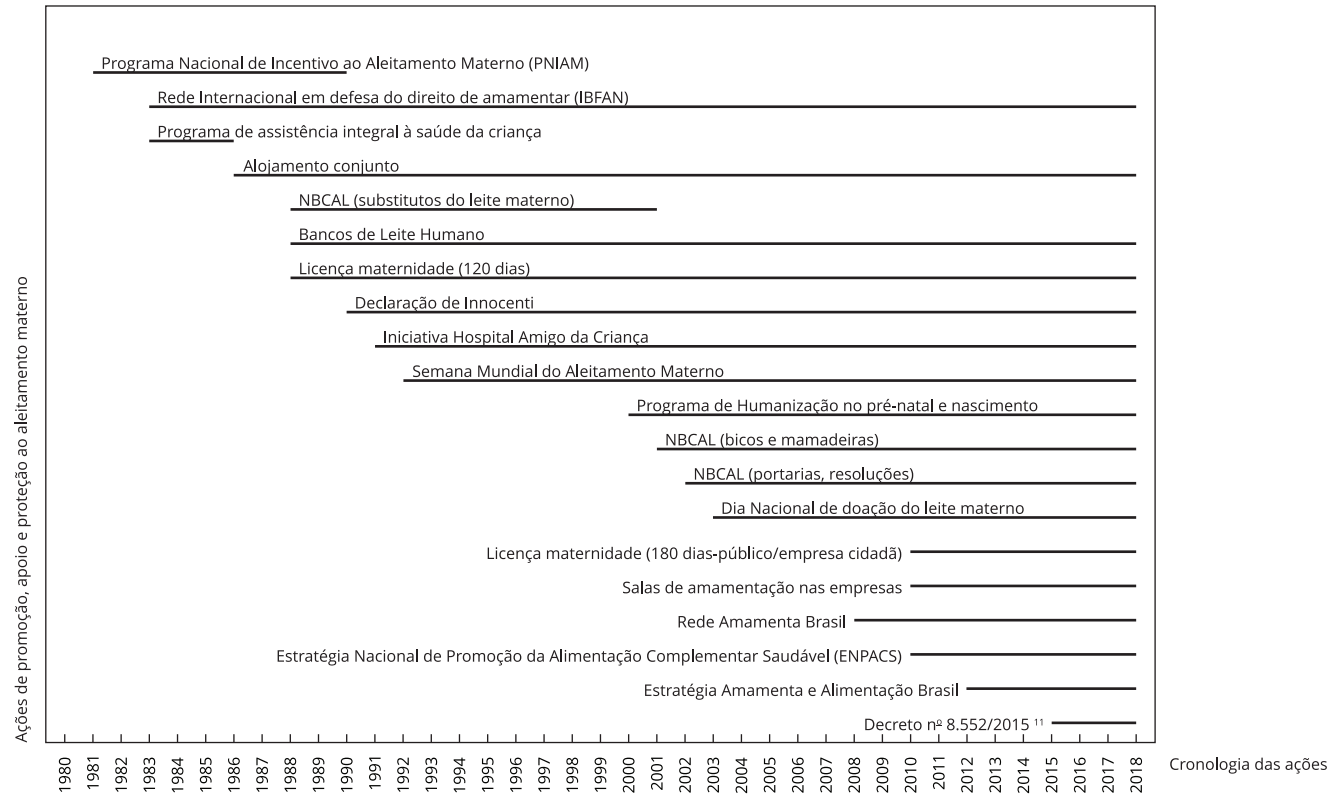 Programa Nacional de Incentivo ao Aleitamento Materno (PNIAM)
Rede Internacional em defesa do direito de amamentar (IBFAN)
Programa de assistência integral à saúde da criança
Alojamento conjunto
NBCAL (substitutos do leite materno)
Bancos de Leite Humano
Licença maternidade (120 dias)
Declaração de Innocenti
Iniciativa Hospital Amigo da Criança
Semana Mundial do Aleitamento Materno
Programa de Humanização no pré-natal e nascimento
NBCAL (bicos e mamadeiras)
NBCAL (portarias, resoluções)
Dia Nacional de doação do leite materno
Licença maternidade (180 dias-público/empresa cidadã)
Salas de amamentação nas empresas
Rede Amamenta Brasil
Estratégia Nacional de Promoção da Alimentação Complementar Saudável (ENPACS)
Estratégia Amamenta e Alimentação Brasil
Decreto nº 8.552/2015 ¹¹
Ações de promoção, apoio e proteção ao aleitamento materno
1980 1981 1982 1983 1984 1985 1986 1987 1988 1989 1990 1991 1992 1993 1994 1995 1996 1997 1998 1999 2000 2001 2002 2003 2004 2005 2006 2007 2008 2009 2010 2011 2012 2013 2014 2015 2016 2017 2018
Cronologia das ações